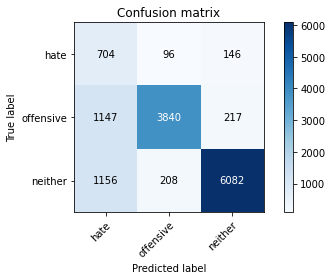 Confusion matrix
hate 704 96 146
offensive 1147 3840 217
neither 1156 208 6082
hate offensive neither
True label
Predicted label
6000
5000
4000
3000
2000
1000